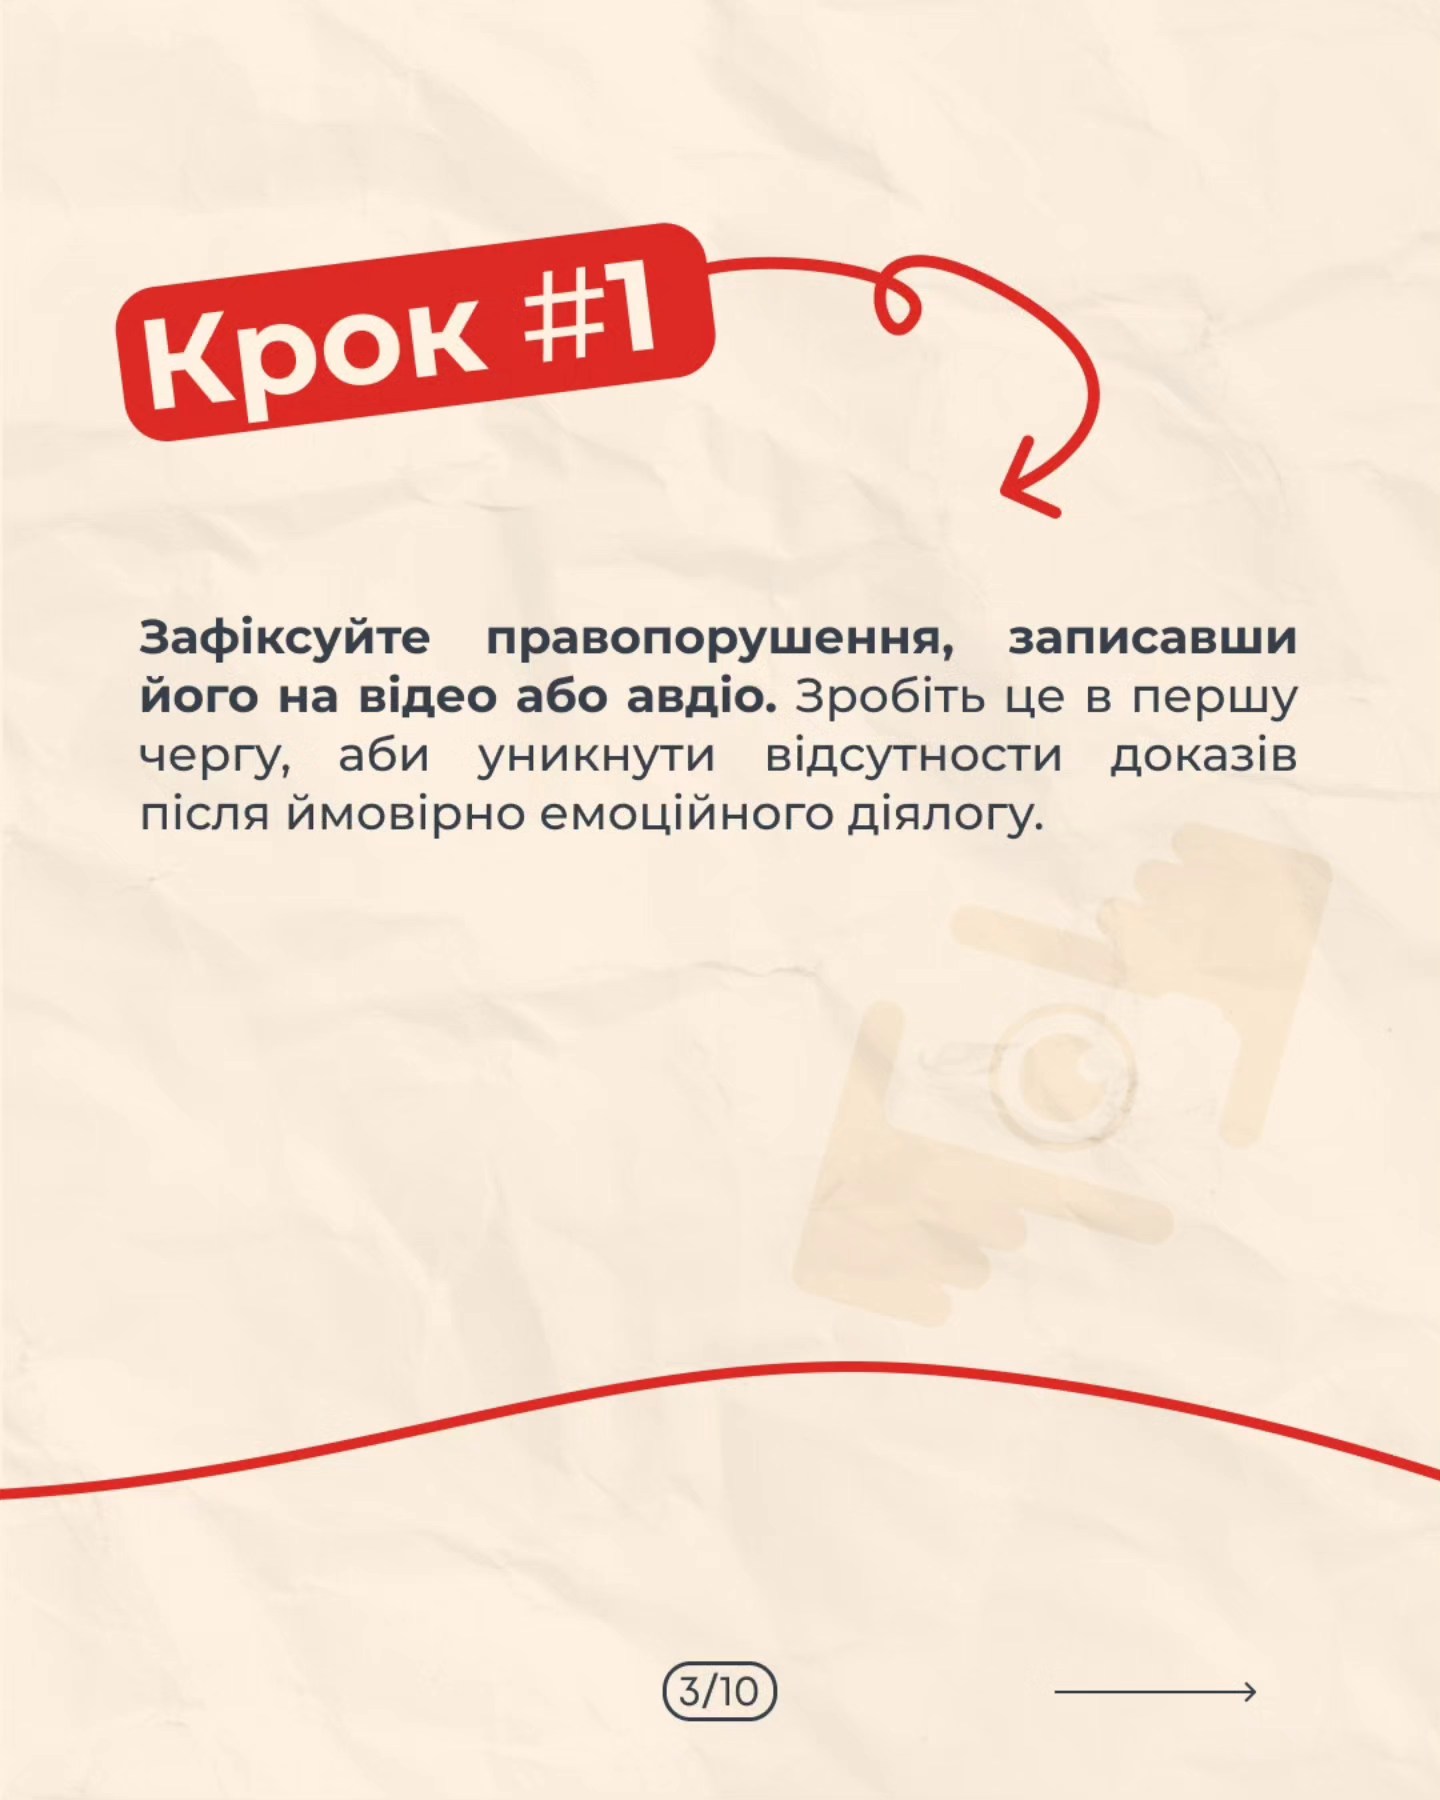 Крок #1
Зафіксуйте правопорушення, записавши
його на відео або авдіо. Зробіть це в першу
чергу, аби уникнути відсутности доказів
після ймовірно емоційного діялогу.
3/10